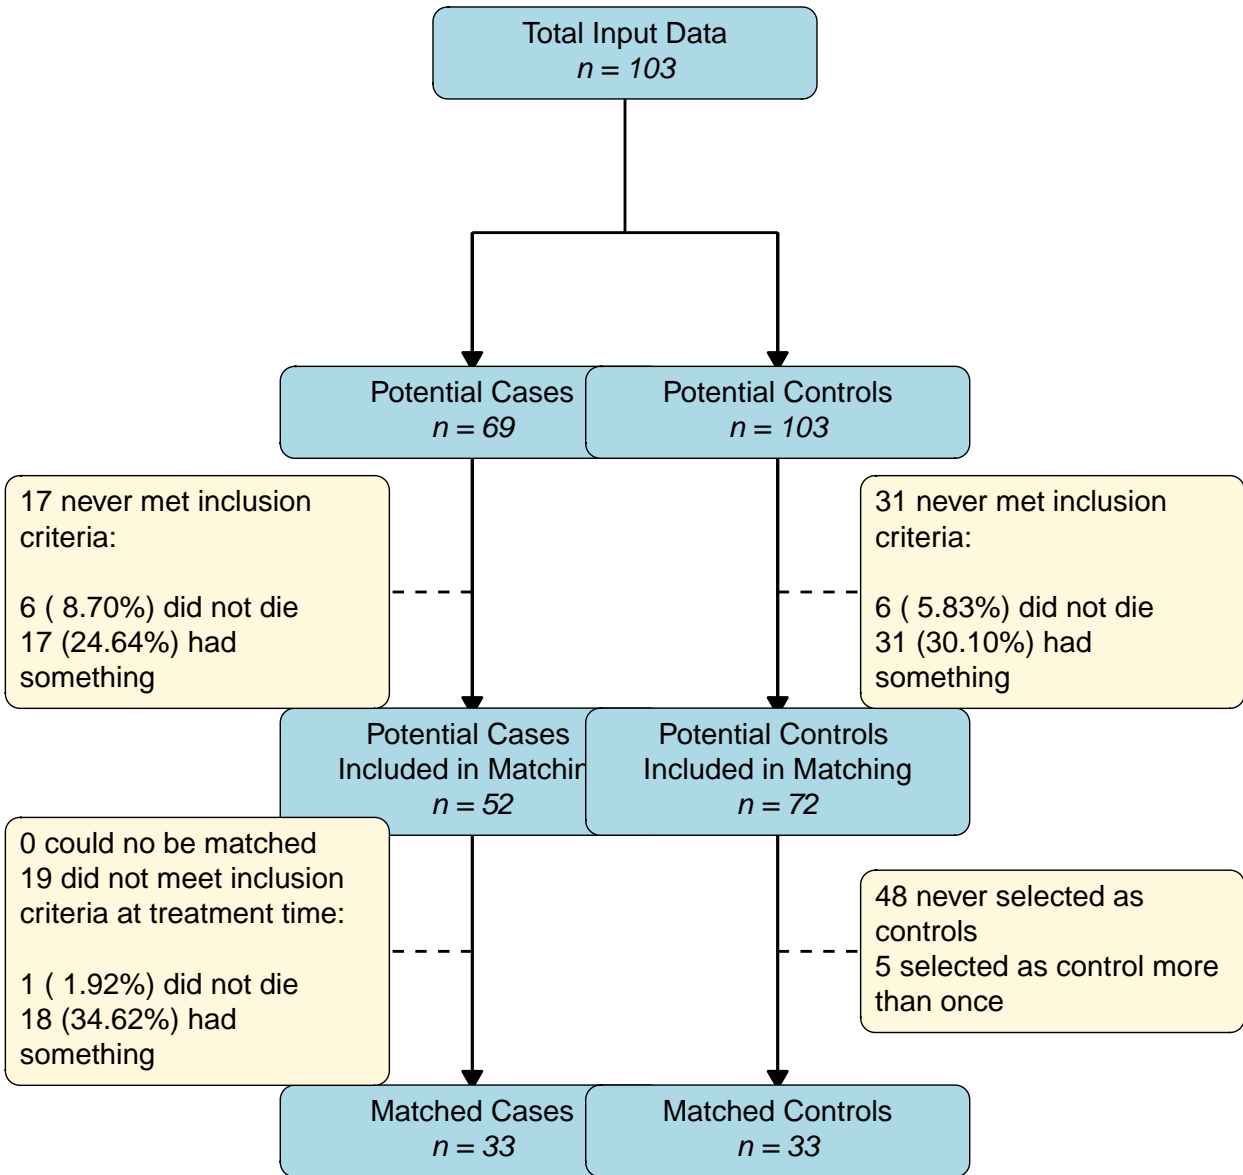 Total Input Data
n = 103
Potential Cases
n = 69
Potential Controls
n = 103
17 never met inclusion
criteria:
6 ( 8.70%) did not die
17 (24.64%) had
something
31 never met inclusion
criteria:
6 ( 5.83%) did not die
31 (30.10%) had
something
Potential Cases
Included in Matchin
n = 52
Potential Controls
Included in Matching
n = 72
0 could no be matched
19 did not meet inclusion
criteria at treatment time:
1 ( 1.92%) did not die
18 (34.62%) had
something
48 never selected as
controls
5 selected as control more
than once
Matched Cases
n = 33
Matched Controls
n = 33